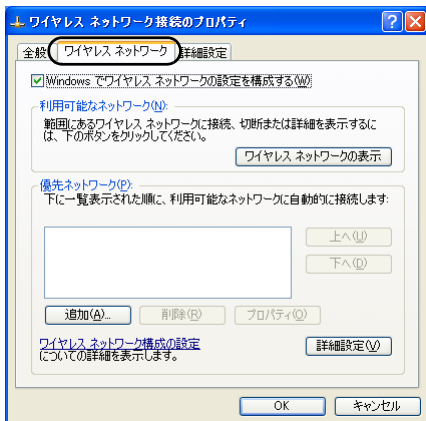 ワイヤレス ネットワーク接続のプロパティ
全般 ワイヤレス ネットワーク 詳細設定
Windows でワイヤレス ネットワークの設定を構成する(W)
利用可能なネットワーク(N):
範囲にあるワイヤレス ネットワークに接続、切断または詳細を表示するに
は、下のボタンをクリックしてください。
ワイヤレス ネットワークの表示
優先ネットワーク(P):
下に一覧表示された順に、利用可能なネットワークに自動的に接続します:
上へ(U)
下へ(D)
追加(A)... 削除(R) プロパティ(O)
ワイヤレス ネットワーク構成の設定
についての詳細を表示します。
詳細設定(V)
OK キャンセル